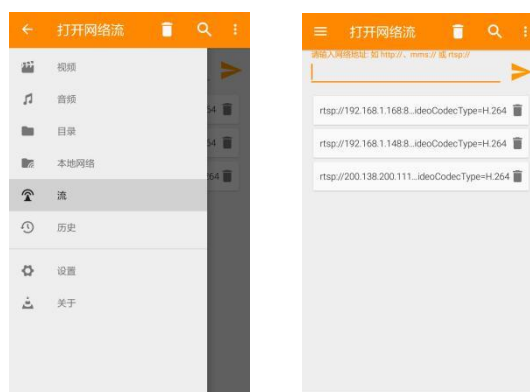 打开网络流
视频
音频
目录
本地网络
流
历史
设置
关于
64
64
64
打开网络流
请输入网络地址: 如 http://、mms:// 或 rtsp://
rtsp://192.168.1.168:8...ideoCodecType=H.264
rtsp://192.168.1.148:8...ideoCodecType=H.264
rtsp://200.138.200.111...ideoCodecType=H.264